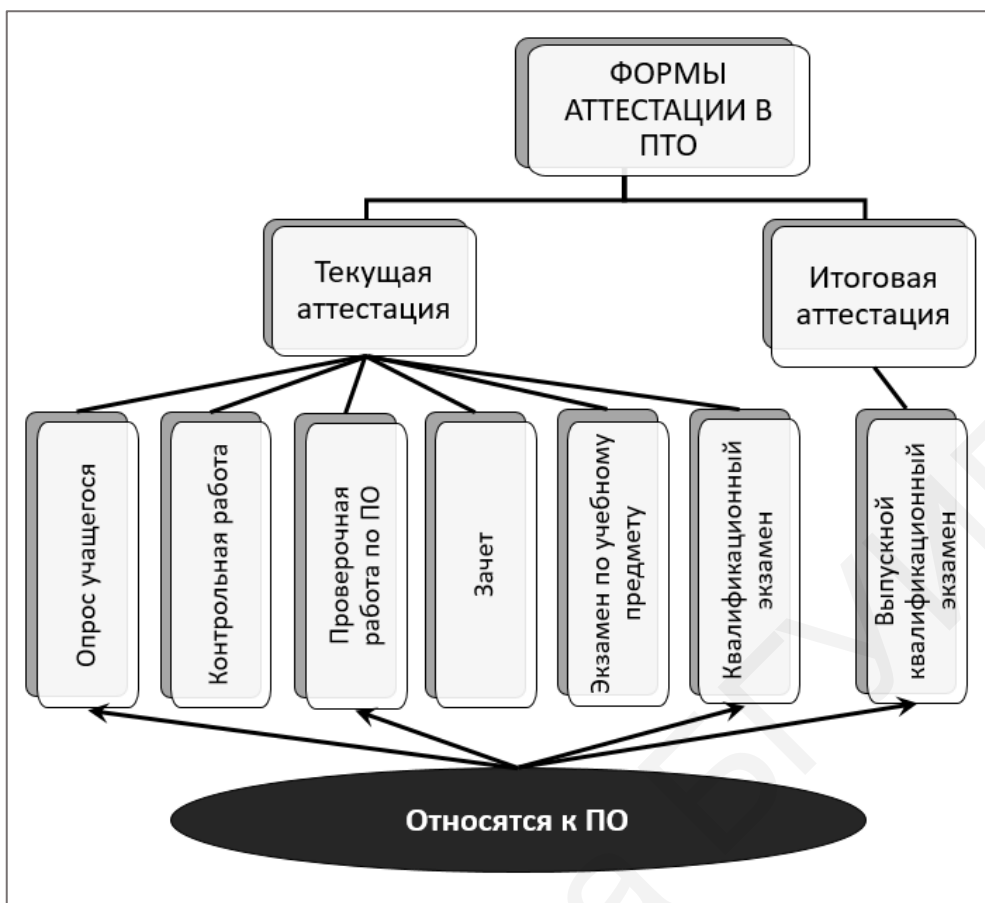 ФОРМЫ
АТТЕСТАЦИИ В
ПТО
Текущая
аттестация
Итоговая
аттестация
Опрос учащегося
Контрольная работа
Проверочная
работа по ПО
Зачет
Экзамен по учебному
предмету
Квалификационный
экзамен
Выпускной
квалификационный
экзамен
Относятся к ПО